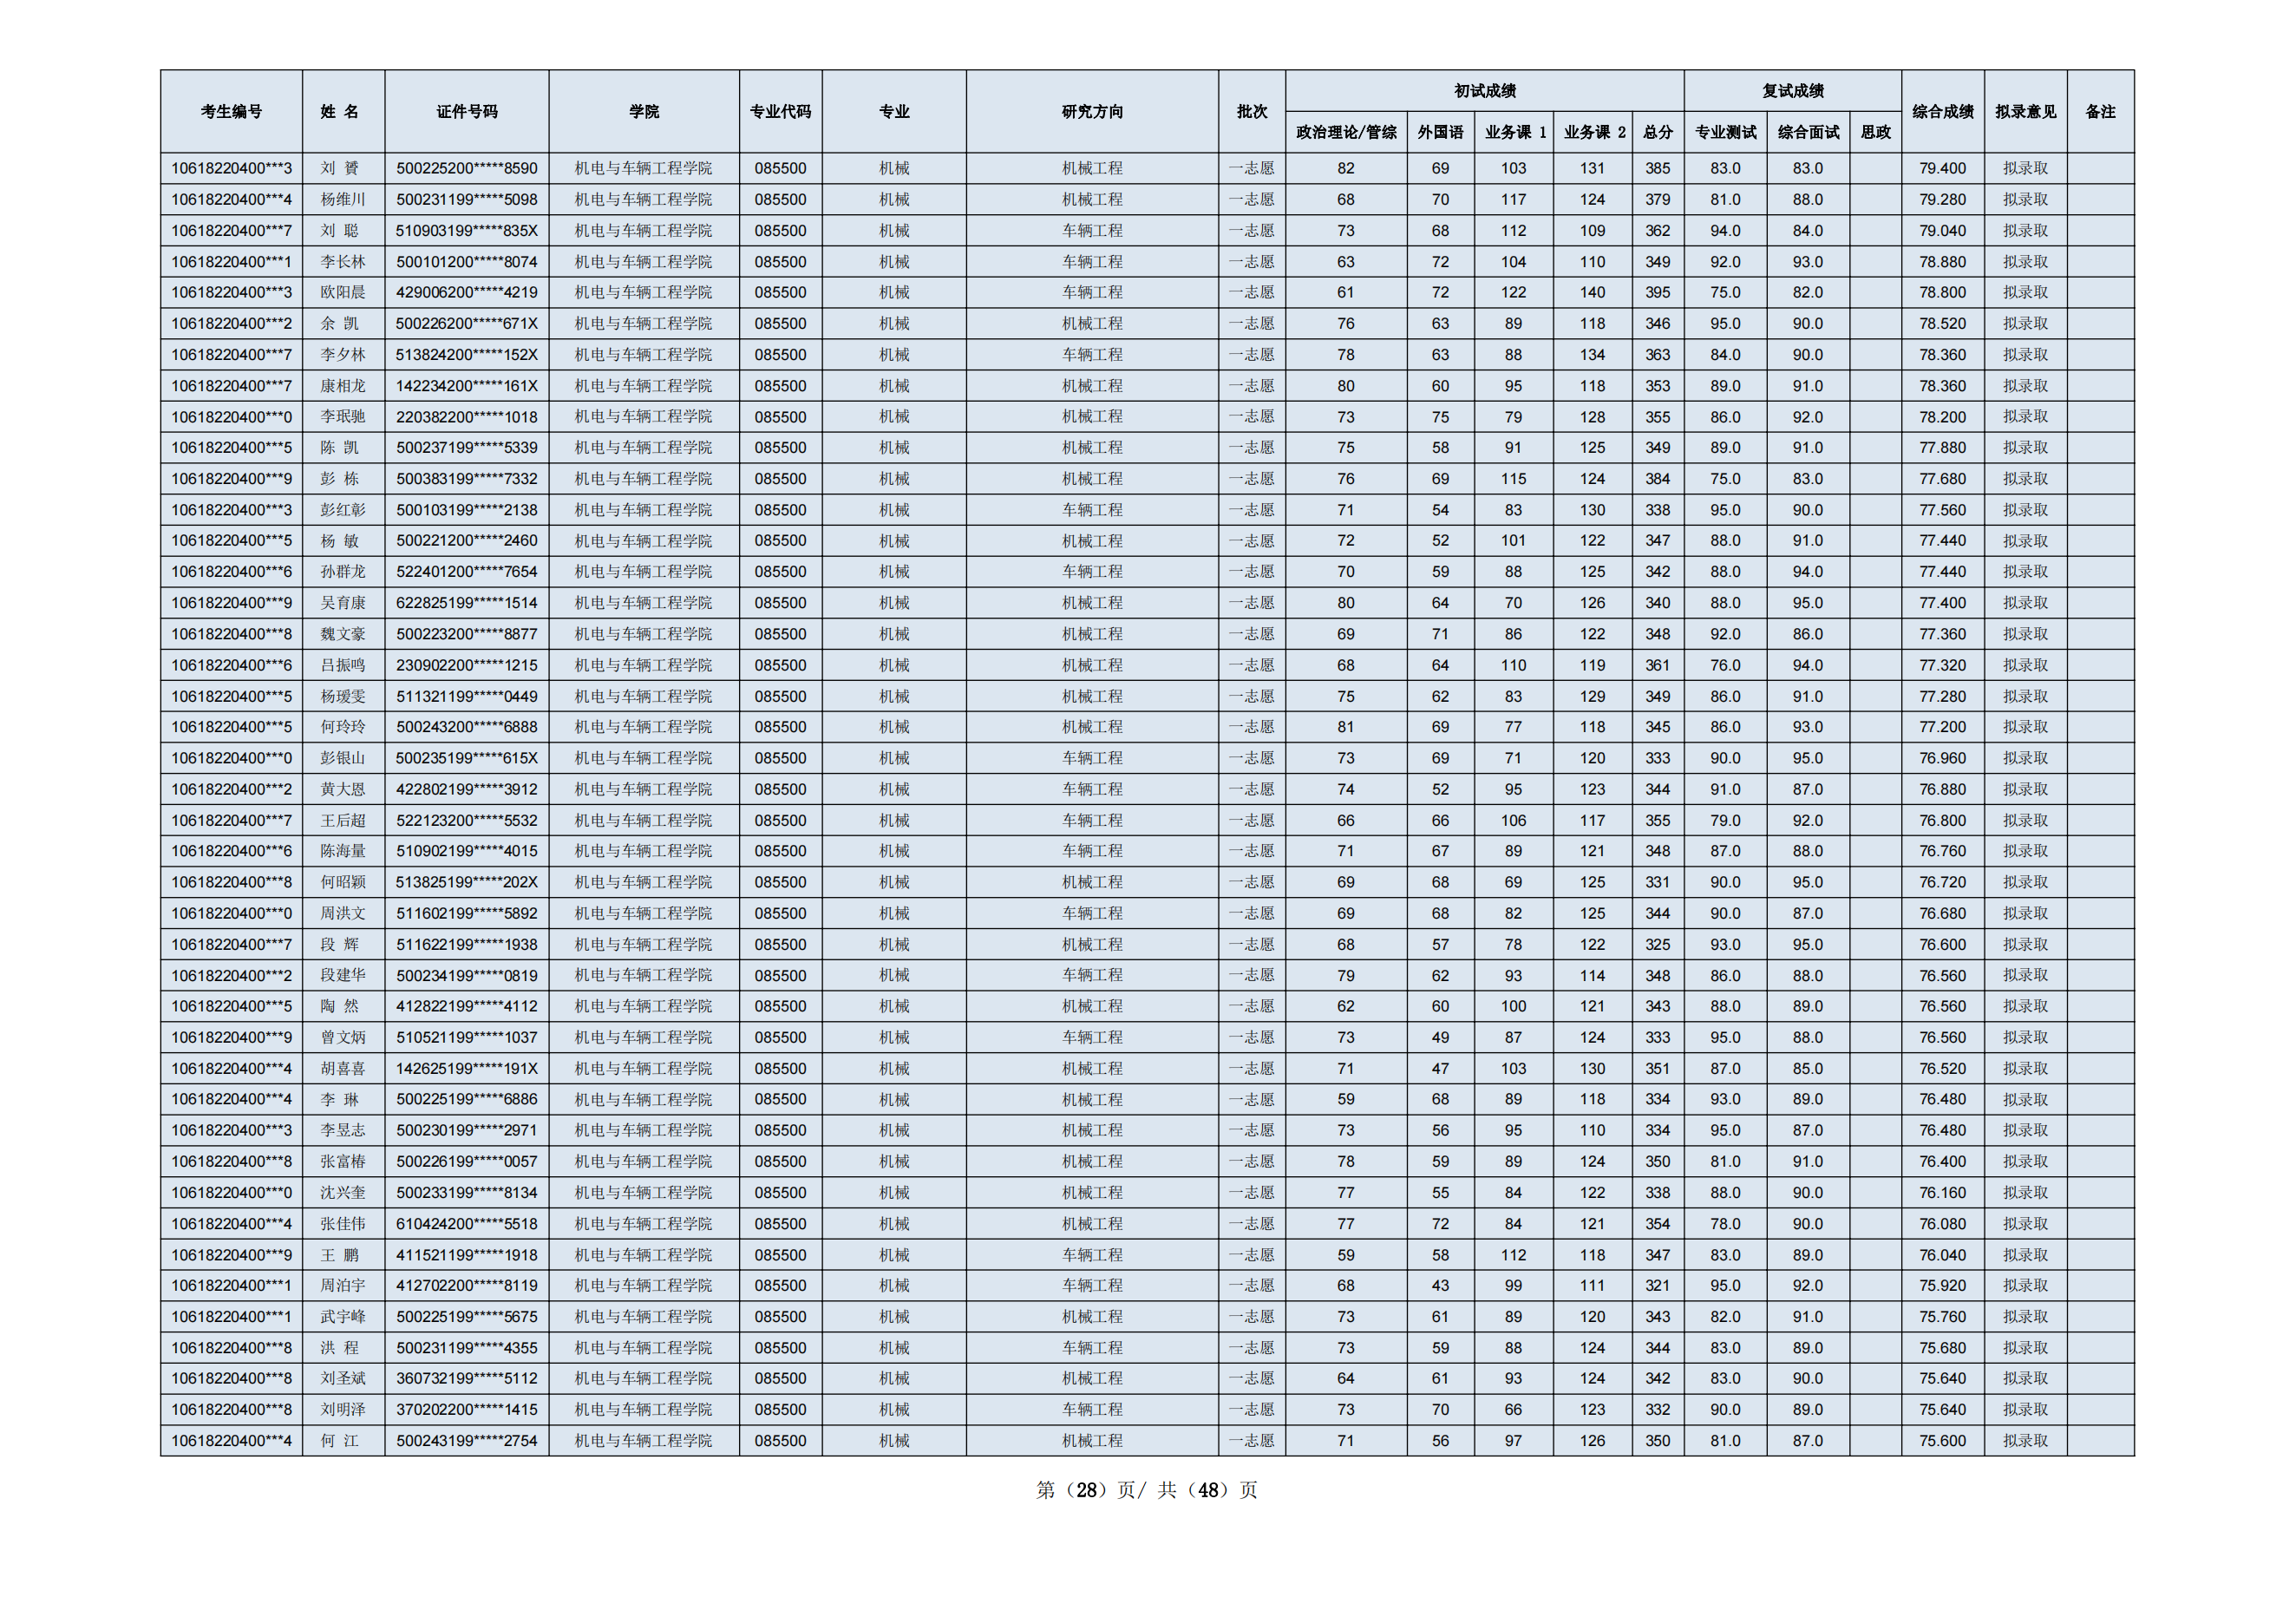 考生编号 姓 名 证件号码 学院 专业代码 专业 研究方向 批次 初试成绩 复试成绩 综合成绩 拟录意见 备注
政治理论/管综 外国语 业务课 1 业务课 2 总分 专业测试 综合面试 思政
10618220400***3 刘 赟 500225200*****8590 机电与车辆工程学院 085500 机械 机械工程 一志愿 82 69 103 131 385 83.0 83.0 79.400 拟录取
10618220400***4 杨维川 500231199*****5098 机电与车辆工程学院 085500 机械 机械工程 一志愿 68 70 117 124 379 81.0 88.0 79.280 拟录取
10618220400***7 刘 聪 510903199*****835X 机电与车辆工程学院 085500 机械 车辆工程 一志愿 73 68 112 109 362 94.0 84.0 79.040 拟录取
10618220400***1 李长林 500101200*****8074 机电与车辆工程学院 085500 机械 车辆工程 一志愿 63 72 104 110 349 92.0 93.0 78.880 拟录取
10618220400***3 欧阳晨 429006200*****4219 机电与车辆工程学院 085500 机械 车辆工程 一志愿 61 72 122 140 395 75.0 82.0 78.800 拟录取
10618220400***2 余 凯 500226200*****671X 机电与车辆工程学院 085500 机械 机械工程 一志愿 76 63 89 118 346 95.0 90.0 78.520 拟录取
10618220400***7 李夕林 513824200*****152X 机电与车辆工程学院 085500 机械 车辆工程 一志愿 78 63 88 134 363 84.0 90.0 78.360 拟录取
10618220400***7 康相龙 142234200*****161X 机电与车辆工程学院 085500 机械 机械工程 一志愿 80 60 95 118 353 89.0 91.0 78.360 拟录取
10618220400***0 李珉驰 220382200*****1018 机电与车辆工程学院 085500 机械 机械工程 一志愿 73 75 79 128 355 86.0 92.0 78.200 拟录取
10618220400***5 陈 凯 500237199*****5339 机电与车辆工程学院 085500 机械 机械工程 一志愿 75 58 91 125 349 89.0 91.0 77.880 拟录取
10618220400***9 彭 栋 500383199*****7332 机电与车辆工程学院 085500 机械 机械工程 一志愿 76 69 115 124 384 75.0 83.0 77.680 拟录取
10618220400***3 彭红彰 500103199*****2138 机电与车辆工程学院 085500 机械 车辆工程 一志愿 71 54 83 130 338 95.0 90.0 77.560 拟录取
10618220400***5 杨 敏 500221200*****2460 机电与车辆工程学院 085500 机械 机械工程 一志愿 72 52 101 122 347 88.0 91.0 77.440 拟录取
10618220400***6 孙群龙 522401200*****7654 机电与车辆工程学院 085500 机械 车辆工程 一志愿 70 59 88 125 342 88.0 94.0 77.440 拟录取
10618220400***9 吴育康 622825199*****1514 机电与车辆工程学院 085500 机械 机械工程 一志愿 80 64 70 126 340 88.0 95.0 77.400 拟录取
10618220400***8 魏文豪 500223200*****8877 机电与车辆工程学院 085500 机械 机械工程 一志愿 69 71 86 122 348 92.0 86.0 77.360 拟录取
10618220400***6 吕振鸣 230902200*****1215 机电与车辆工程学院 085500 机械 机械工程 一志愿 68 64 110 119 361 76.0 94.0 77.320 拟录取
10618220400***5 杨瑷雯 511321199*****0449 机电与车辆工程学院 085500 机械 机械工程 一志愿 75 62 83 129 349 86.0 91.0 77.280 拟录取
10618220400***5 何玲玲 500243200*****6888 机电与车辆工程学院 085500 机械 机械工程 一志愿 81 69 77 118 345 86.0 93.0 77.200 拟录取
10618220400***0 彭银山 500235199*****615X 机电与车辆工程学院 085500 机械 车辆工程 一志愿 73 69 71 120 333 90.0 95.0 76.960 拟录取
10618220400***2 黄大恩 422802199*****3912 机电与车辆工程学院 085500 机械 车辆工程 一志愿 74 52 95 123 344 91.0 87.0 76.880 拟录取
10618220400***7 王后超 522123200*****5532 机电与车辆工程学院 085500 机械 车辆工程 一志愿 66 66 106 117 355 79.0 92.0 76.800 拟录取
10618220400***6 陈海量 510902199*****4015 机电与车辆工程学院 085500 机械 车辆工程 一志愿 71 67 89 121 348 87.0 88.0 76.760 拟录取
10618220400***8 何昭颖 513825199*****202X 机电与车辆工程学院 085500 机械 机械工程 一志愿 69 68 69 125 331 90.0 95.0 76.720 拟录取
10618220400***0 周洪文 511602199*****5892 机电与车辆工程学院 085500 机械 车辆工程 一志愿 69 68 82 125 344 90.0 87.0 76.680 拟录取
10618220400***7 段 辉 511622199*****1938 机电与车辆工程学院 085500 机械 机械工程 一志愿 68 57 78 122 325 93.0 95.0 76.600 拟录取
10618220400***2 段建华 500234199*****0819 机电与车辆工程学院 085500 机械 车辆工程 一志愿 79 62 93 114 348 86.0 88.0 76.560 拟录取
10618220400***5 陶 然 412822199*****4112 机电与车辆工程学院 085500 机械 机械工程 一志愿 62 60 100 121 343 88.0 89.0 76.560 拟录取
10618220400***9 曾文炳 510521199*****1037 机电与车辆工程学院 085500 机械 车辆工程 一志愿 73 49 87 124 333 95.0 88.0 76.560 拟录取
10618220400***4 胡喜喜 142625199*****191X 机电与车辆工程学院 085500 机械 机械工程 一志愿 71 47 103 130 351 87.0 85.0 76.520 拟录取
10618220400***4 李 琳 500225199*****6886 机电与车辆工程学院 085500 机械 机械工程 一志愿 59 68 89 118 334 93.0 89.0 76.480 拟录取
10618220400***3 李昱志 500230199*****2971 机电与车辆工程学院 085500 机械 机械工程 一志愿 73 56 95 110 334 95.0 87.0 76.480 拟录取
10618220400***8 张富椿 500226199*****0057 机电与车辆工程学院 085500 机械 机械工程 一志愿 78 59 89 124 350 81.0 91.0 76.400 拟录取
10618220400***0 沈兴奎 500233199*****8134 机电与车辆工程学院 085500 机械 机械工程 一志愿 77 55 84 122 338 88.0 90.0 76.160 拟录取
10618220400***4 张佳伟 610424200*****5518 机电与车辆工程学院 085500 机械 机械工程 一志愿 77 72 84 121 354 78.0 90.0 76.080 拟录取
10618220400***9 王 鹏 411521199*****1918 机电与车辆工程学院 085500 机械 车辆工程 一志愿 59 58 112 118 347 83.0 89.0 76.040 拟录取
10618220400***1 周泊宇 412702200*****8119 机电与车辆工程学院 085500 机械 车辆工程 一志愿 68 43 99 111 321 95.0 92.0 75.920 拟录取
10618220400***1 武宇峰 500225199*****5675 机电与车辆工程学院 085500 机械 机械工程 一志愿 73 61 89 120 343 82.0 91.0 75.760 拟录取
10618220400***8 洪 程 500231199*****4355 机电与车辆工程学院 085500 机械 车辆工程 一志愿 73 59 88 124 344 83.0 89.0 75.680 拟录取
10618220400***8 刘圣斌 360732199*****5112 机电与车辆工程学院 085500 机械 机械工程 一志愿 64 61 93 124 342 83.0 90.0 75.640 拟录取
10618220400***8 刘明泽 370202200*****1415 机电与车辆工程学院 085500 机械 车辆工程 一志愿 73 70 66 123 332 90.0 89.0 75.640 拟录取
10618220400***4 何 江 500243199*****2754 机电与车辆工程学院 085500 机械 机械工程 一志愿 71 56 97 126 350 81.0 87.0 75.600 拟录取
第（28）页/ 共（48）页